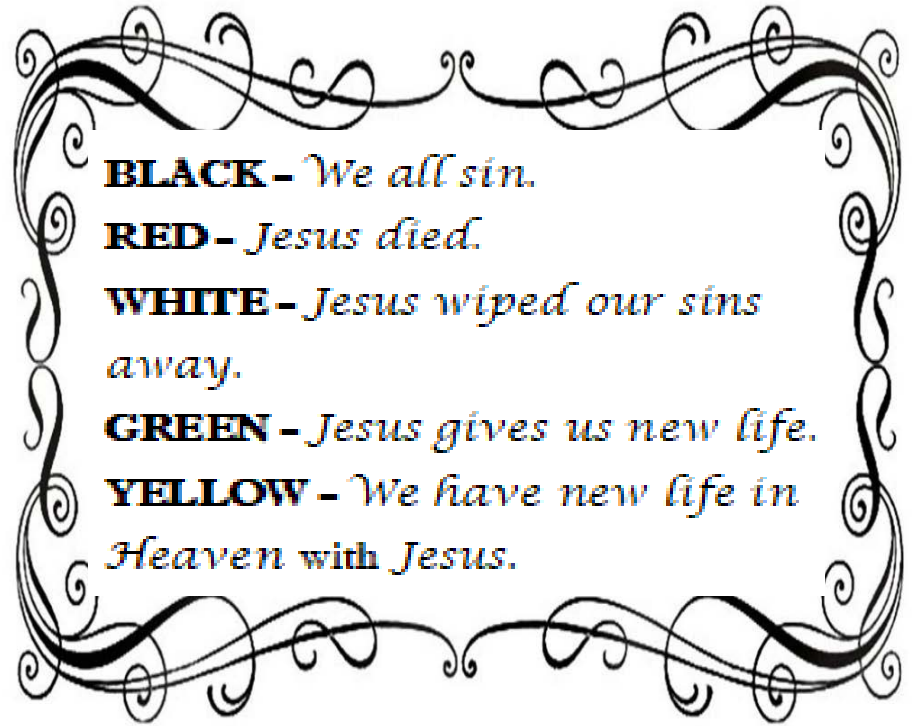 BLACK – We all sin.
RED – Jesus died.
WHITE – Jesus wiped our sins
away.
GREEN – Jesus gives us new life.
YELLOW – We have new life in
Heaven with Jesus.